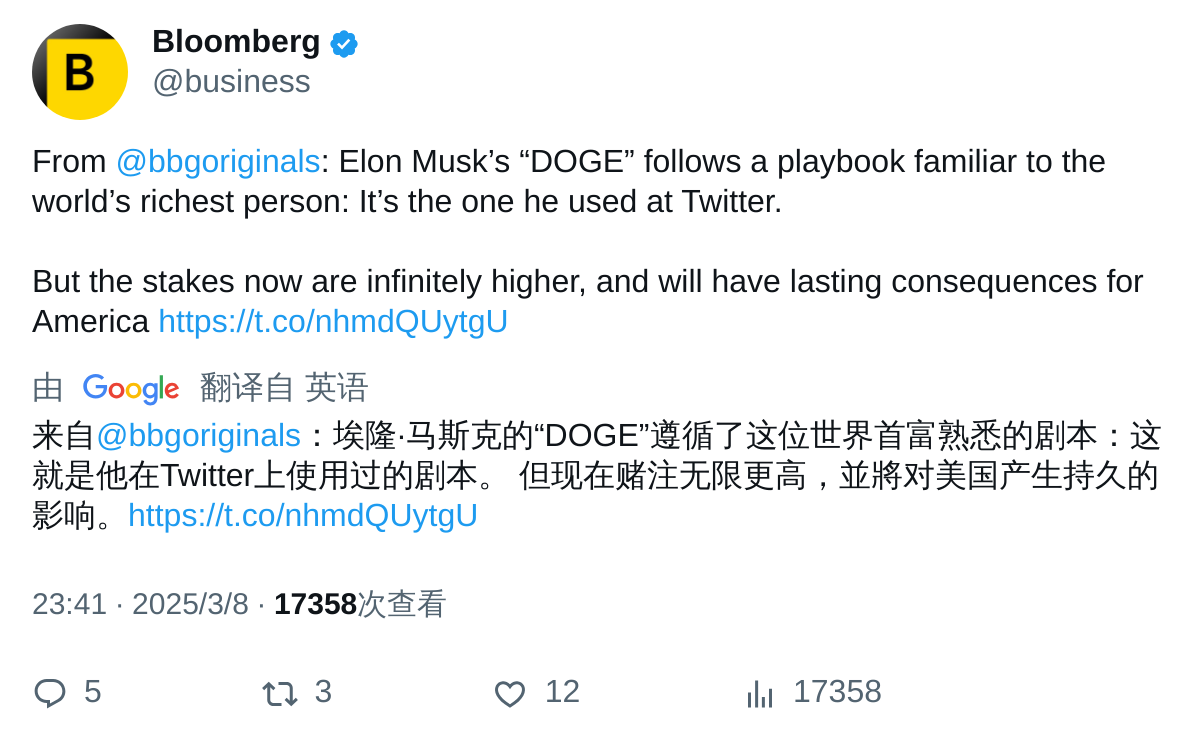 B
Bloomberg
@business
From @bbgoriginals: Elon Musk’s “DOGE” follows a playbook familiar to the
world’s richest person: It’s the one he used at Twitter.
But the stakes now are infinitely higher, and will have lasting consequences for
America https://t.co/nhmdQUytgU
由 Google 翻译自 英语
来自@bbgoriginals：埃隆·马斯克的“DOGE”遵循了这位世界首富熟悉的剧本：这
就是他在Twitter上使用过的剧本。 但现在赌注无限更高，並將对美国产生持久的
影响。https://t.co/nhmdQUytgU
23:41 · 2025/3/8 · 17358次查看
5 3 12 17358